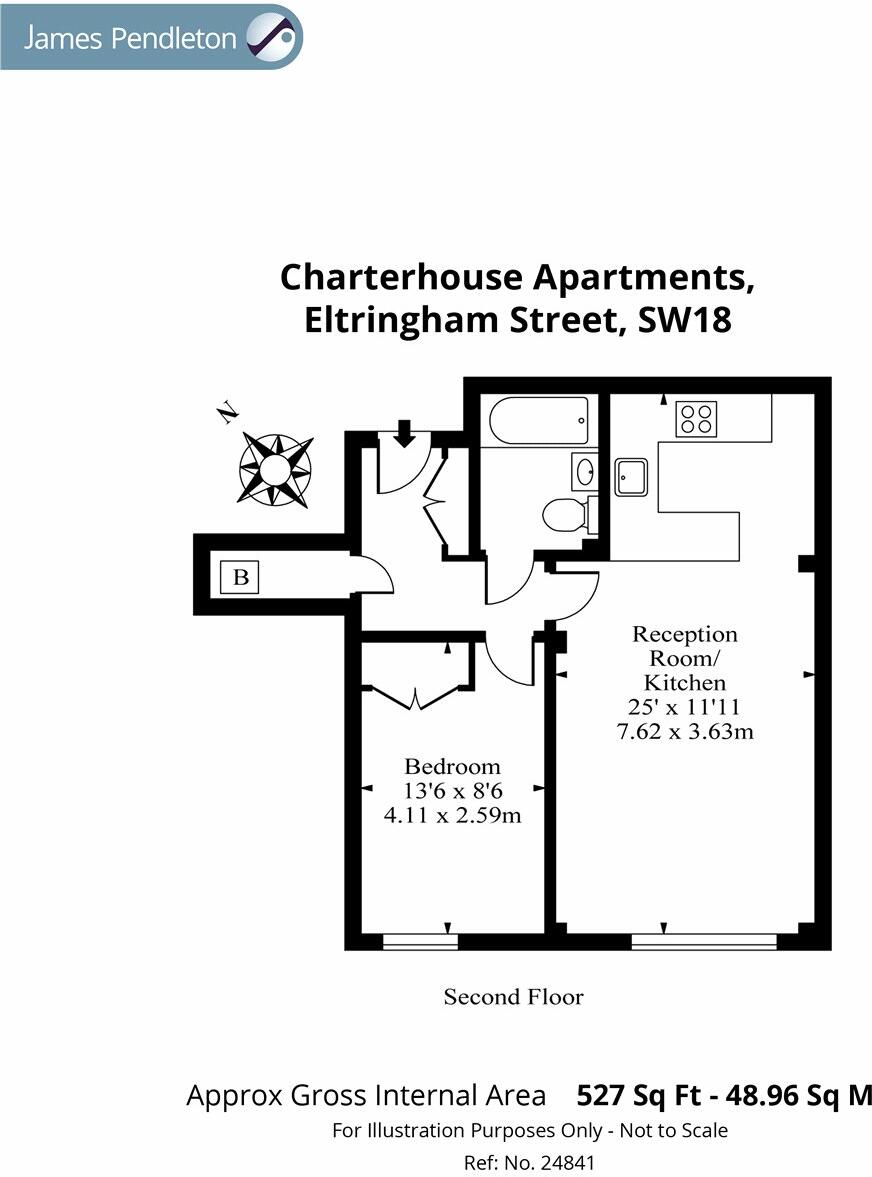 James Pendleton
Charterhouse Apartments,
Eltringham Street, SW18
N
B
Reception
Room/
Kitchen
25' x 11'11
7.62 x 3.63m
Bedroom
13'6 x 8'6
4.11 x 2.59m
Second Floor
Approx Gross Internal Area 527 Sq Ft - 48.96 Sq M
For Illustration Purposes Only - Not to Scale
Ref: No. 24841